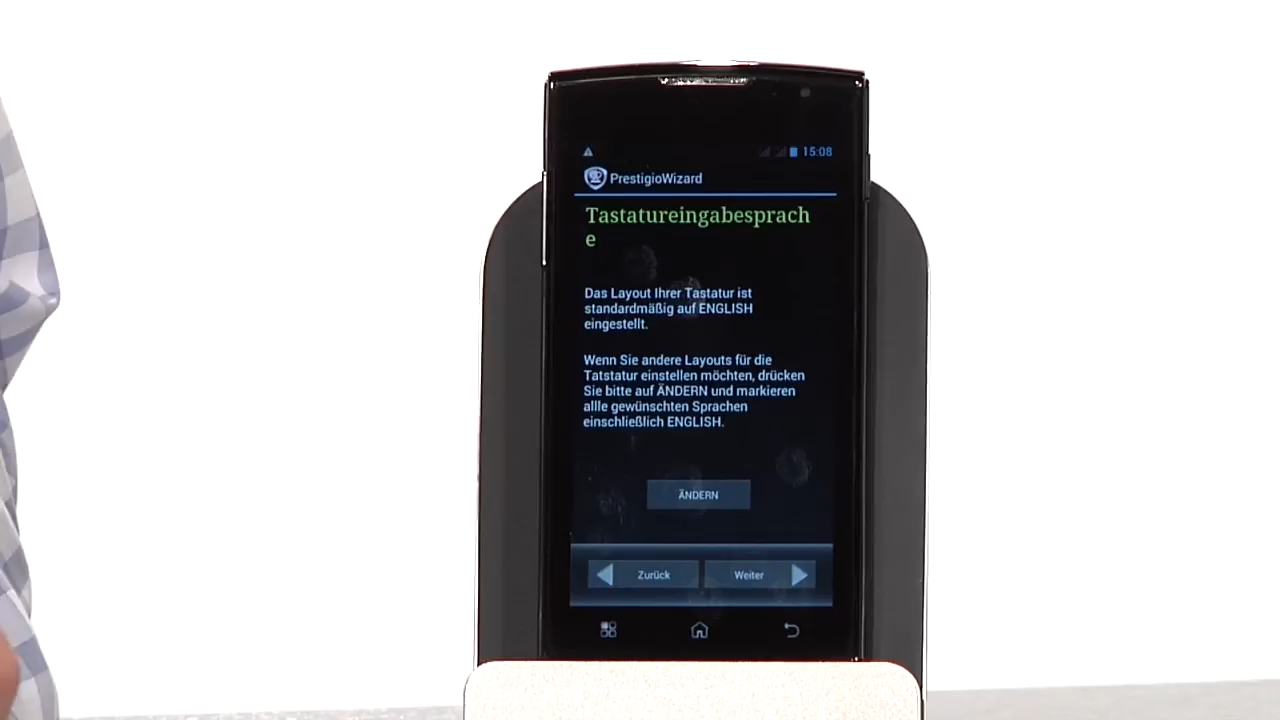 15:08
PrestigioWizard
Tastatureingabesprach
e
Das Layout Ihrer Tastatur ist
standardmäßig auf ENGLISH
eingestellt.
Wenn Sie andere Layouts für die
Tatstatur einstellen möchten, drücken
Sie bitte auf ÄNDERN und markieren
allle gewünschten Sprachen
einschließlich ENGLISH.
ÄNDERN
Zurück
Weiter